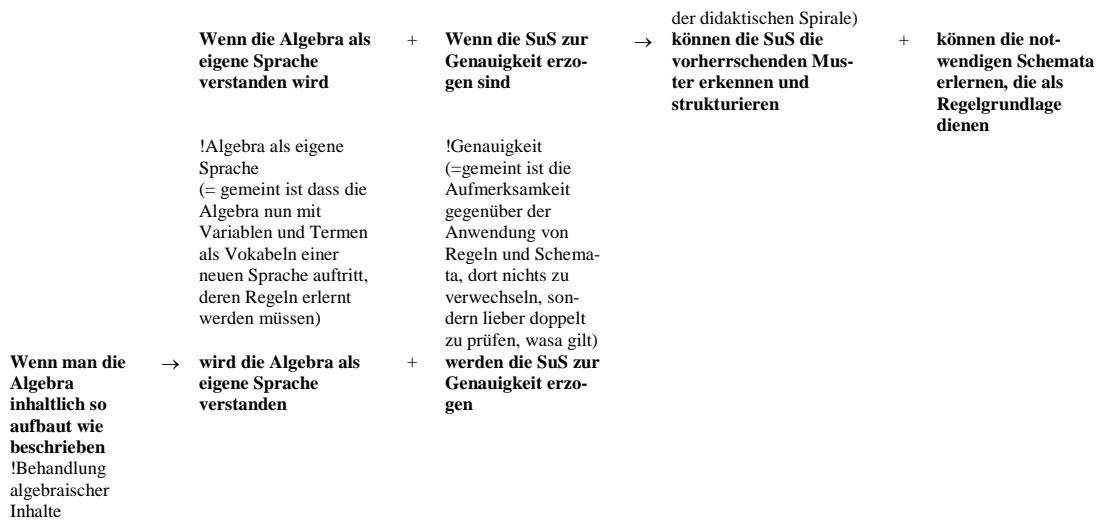 der didaktischen Spirale)
Wenn die Algebra als
eigene Sprache
verstanden wird
+
Wenn die SuS zur
Genauigkeit erzo-
gen sind
→
können die SuS die
vorherrschenden Mus-
ter erkennen und
strukturieren
+
können die not-
wendigen Schemata
erlernen, die als
Regelgrundlage
dienen
!Algebra als eigene
Sprache
(= gemeint ist dass die
Algebra nun mit
Variablen und Termen
als Vokabeln einer
neuen Sprache auftritt,
deren Regeln erlernt
werden müssen)
!Genauigkeit
(=gemeint ist die
Aufmerksamkeit
gegenüber der
Anwendung von
Regeln und Schema-
ta, dort nichts zu
verwechseln, son-
dern lieber doppelt
zu prüfen, wasa gilt)
Wenn man die
Algebra
inhaltlich so
aufbaut wie
beschrieben
!Behandlung
algebraischer
Inhalte
→
wird die Algebra als
eigene Sprache
verstanden
+
werden die SuS zur
Genauigkeit erzo-
gen